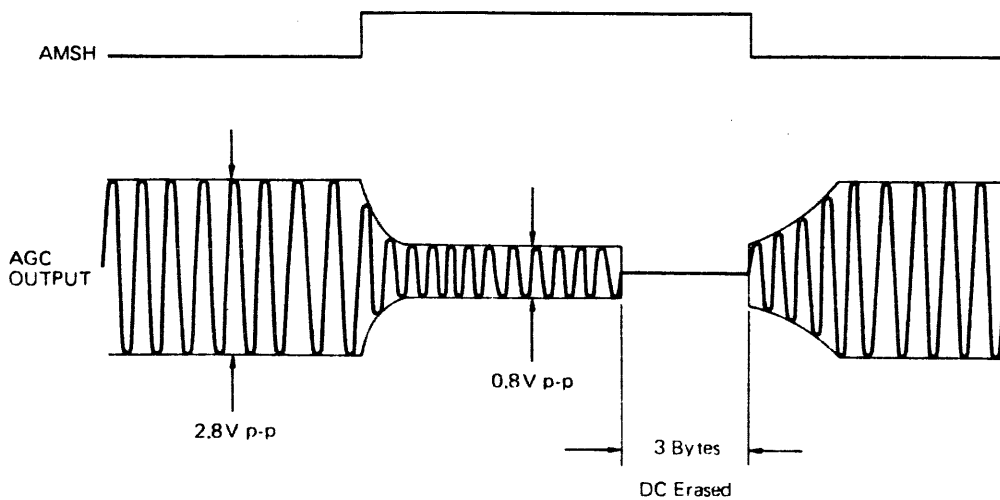 AMSH
AGC
OUTPUT
0.8V p-p
2.8V p-p
3 Bytes
DC Erased